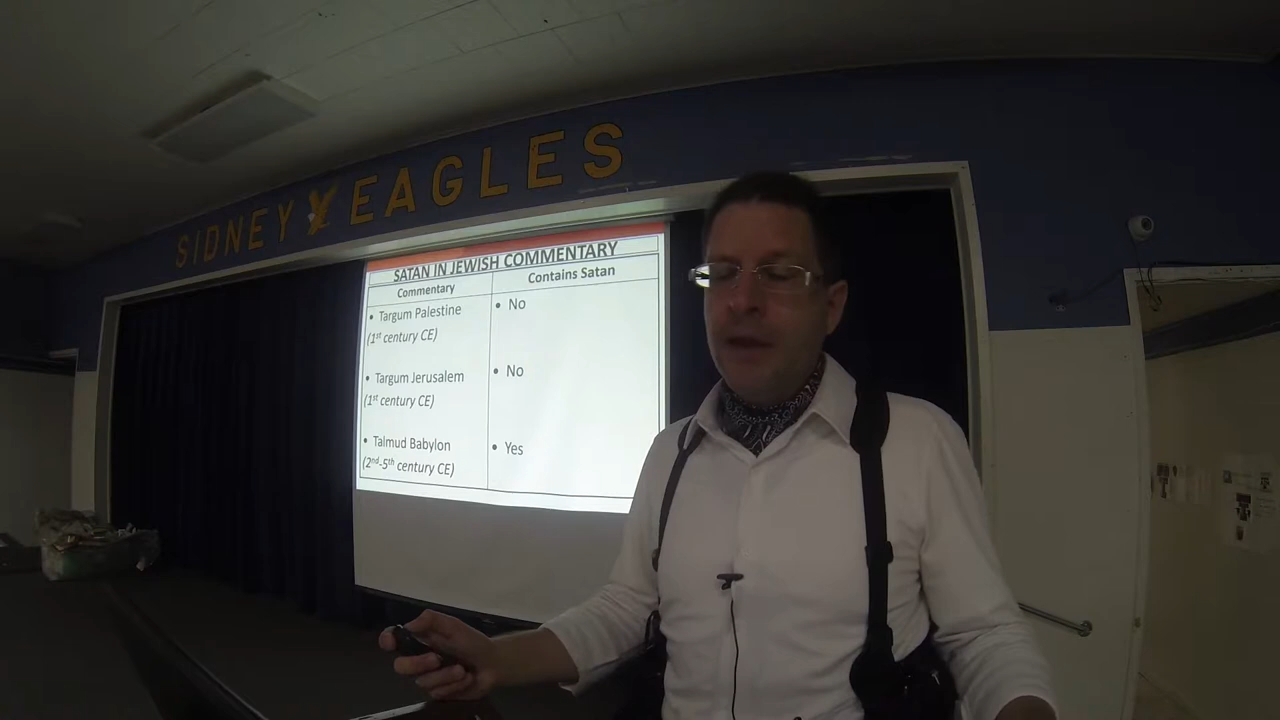 SIDNEY EAGLES
SATAN IN JEWISH COMMENTARY
Commentary
Contains Satan
• Targum Palestine
(1st century CE)
• No
• Targum Jerusalem
(1st century CE)
• No
• Talmud Babylon
(2nd-5th century CE)
• Yes